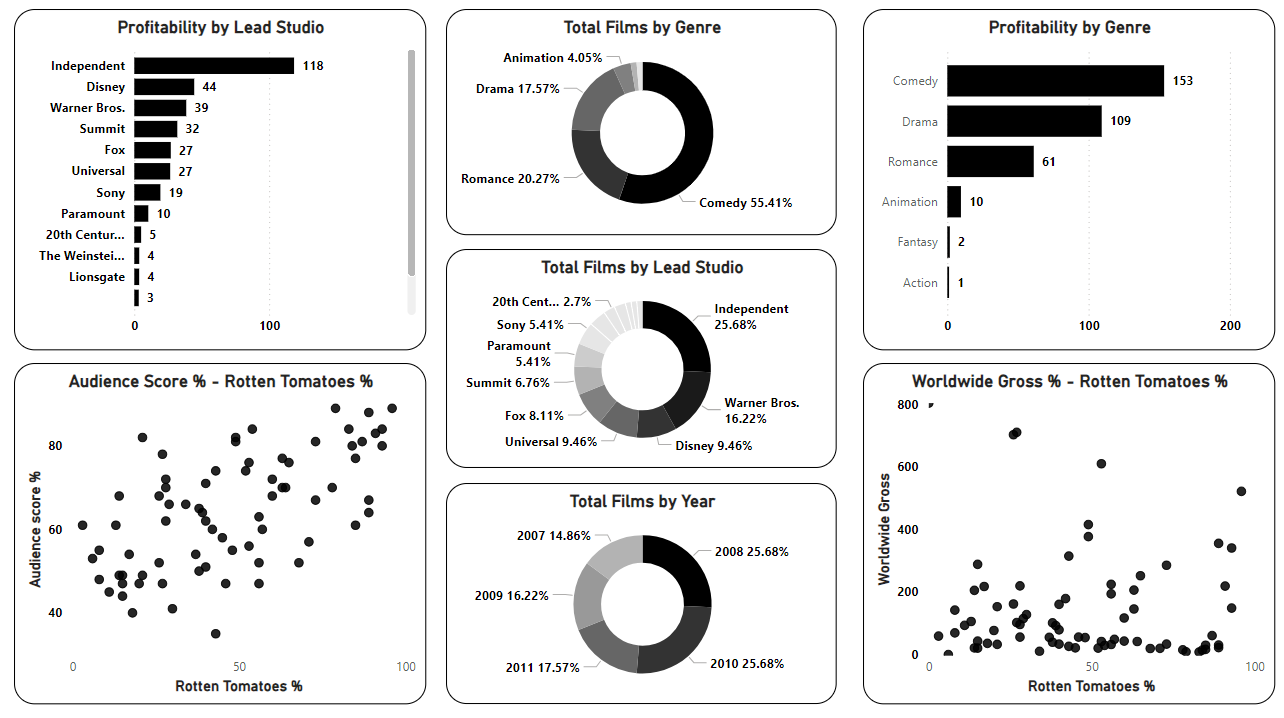 Profitability by Lead Studio
Independent 118
Disney 44
Warner Bros. 39
Summit 32
Fox 27
Universal 27
Sony 19
Paramount 10
20th Centur... 5
The Weinstei... 4
Lionsgate 4
3
0 100
Total Films by Genre
Animation 4.05%
Drama 17.57%
Romance 20.27%
Comedy 55.41%
Profitability by Genre
Comedy 153
Drama 109
Romance 61
Animation 10
Fantasy 2
Action 1
0 100 200
Total Films by Lead Studio
20th Cent... 2.7%
Independent
25.68%
Sony 5.41%
Paramount
5.41%
Summit 6.76%
Warner Bros.
16.22%
Fox 8.11%
Universal 9.46%
Disney 9.46%
Audience Score % - Rotten Tomatoes %
Audience score %
80
60
40
0 50 100
Rotten Tomatoes %
Total Films by Year
2007 14.86%
2008 25.68%
2009 16.22%
2011 17.57%
2010 25.68%
Worldwide Gross % - Rotten Tomatoes %
Worldwide Gross
800
600
400
200
0
0 50 100
Rotten Tomatoes %